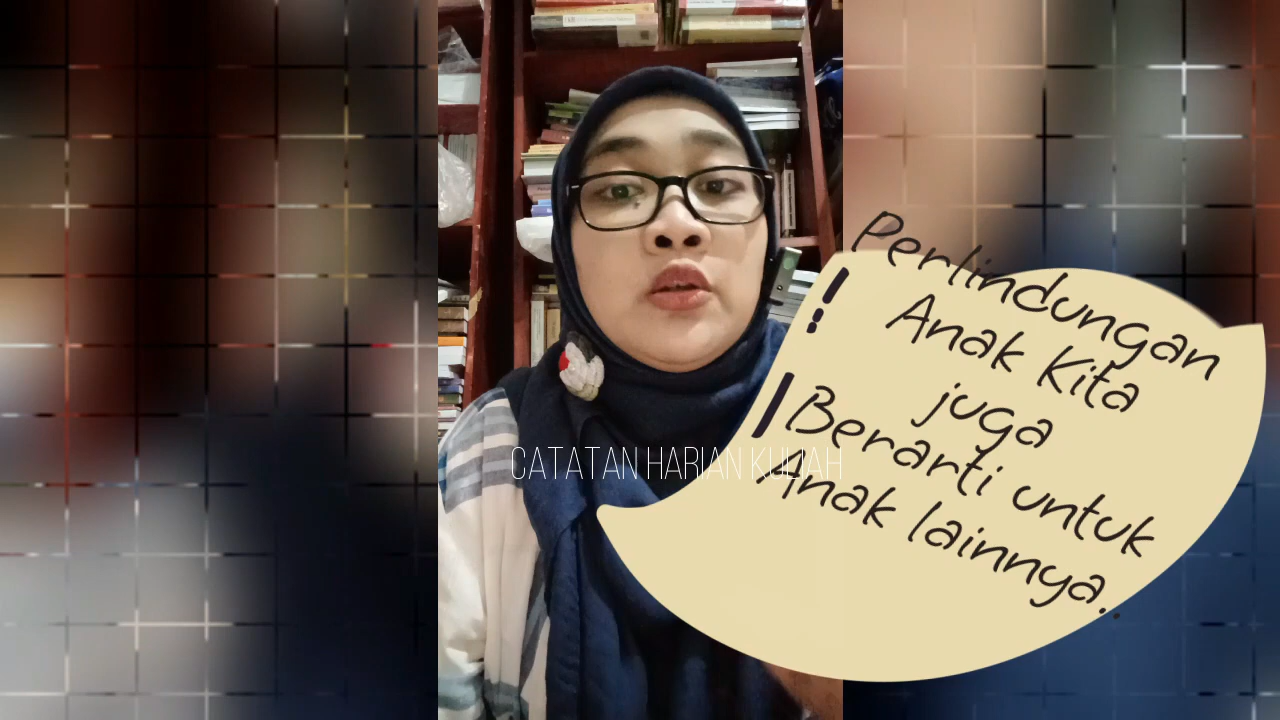 Perlindungan
Anak Kita
juga
Berarti untuk
Anak lainnya.
CATATAN HARIAN KULIAH